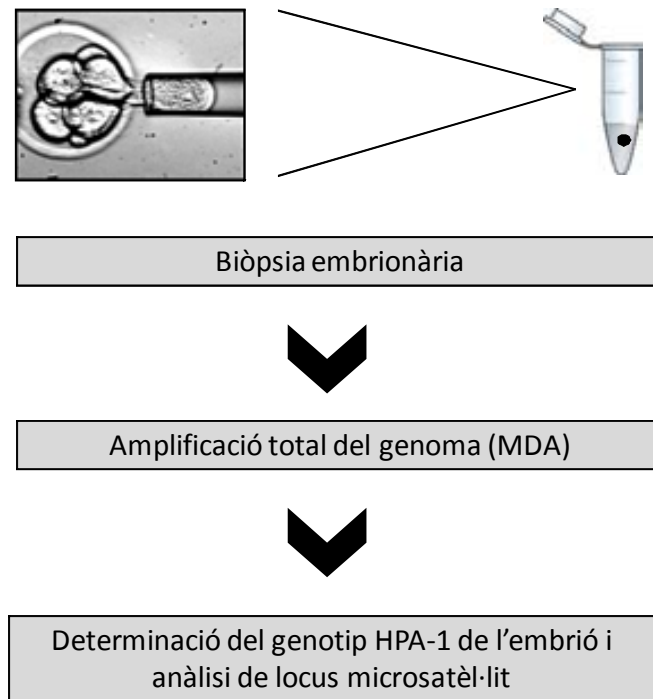 Biòpsia embrionària
Amplificació total del genoma (MDA)
Determinació del genotip HPA-1 de l'embrió i
anàlisi de locus microsatèl·lit